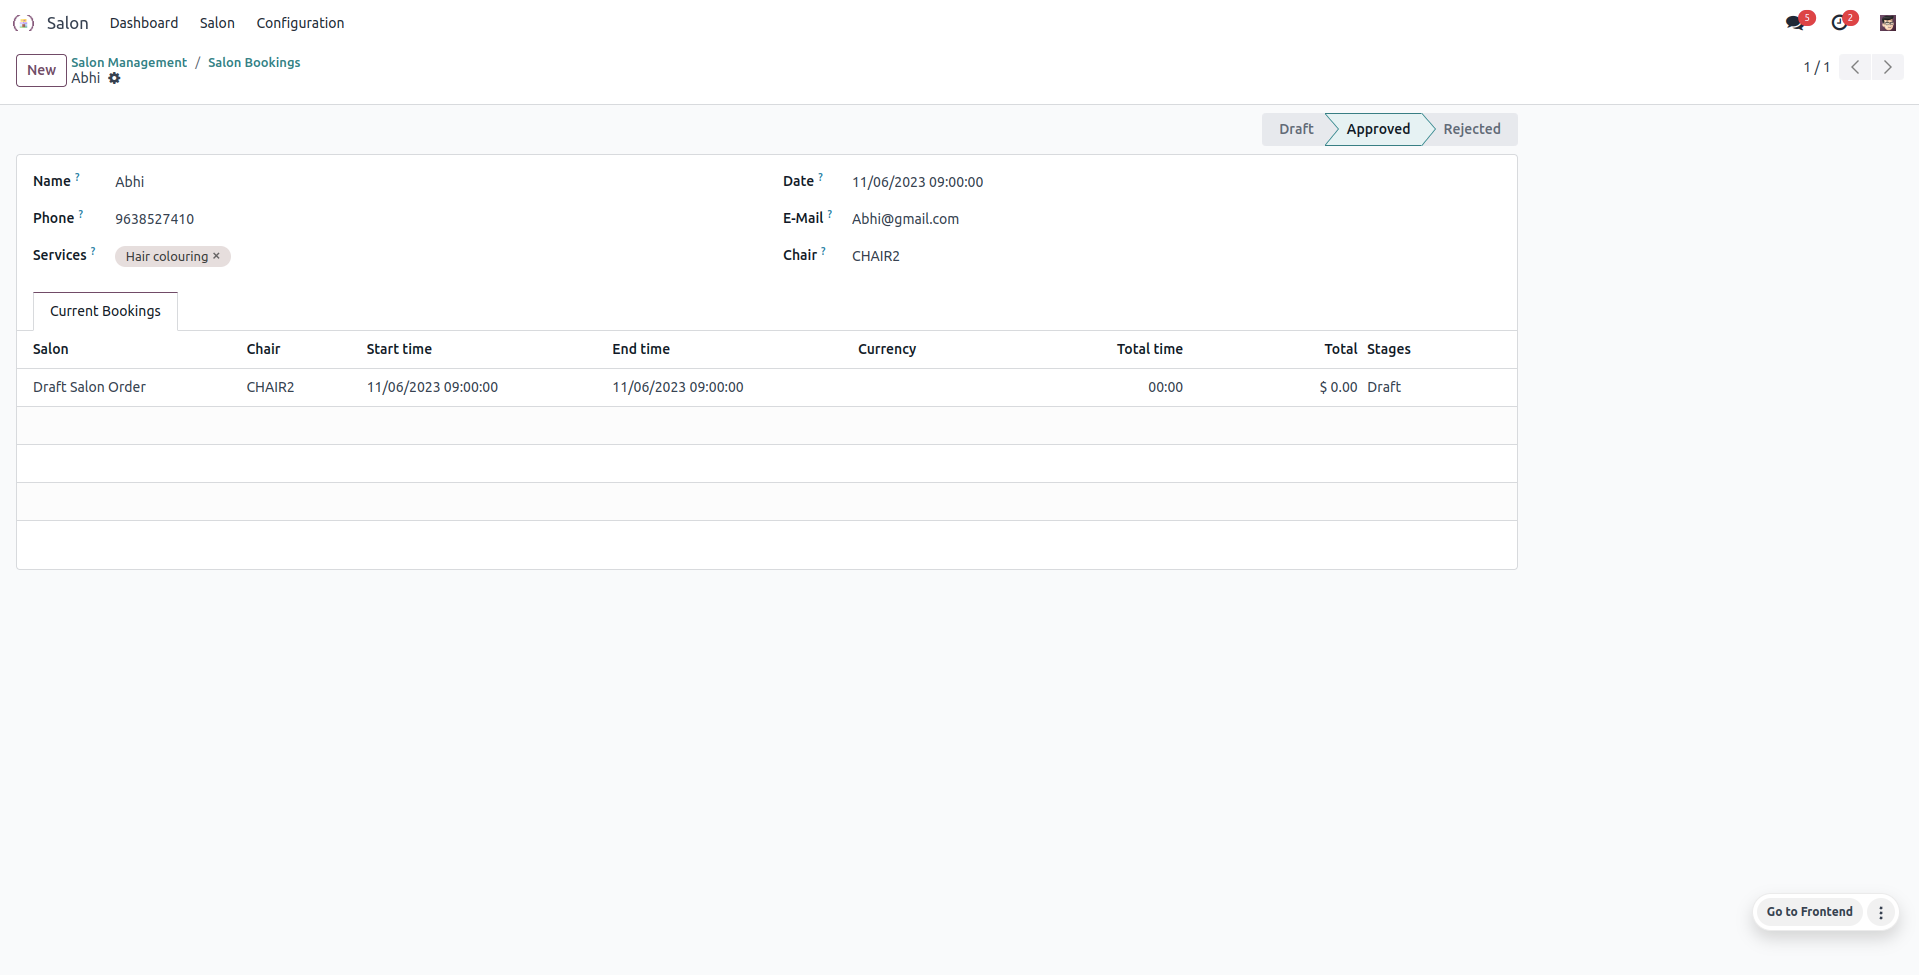 Salon Dashboard Salon Configuration 5 2
New Salon Management / Salon Bookings
Abhi 1 / 1
Draft Approved Rejected
Name ? Abhi Date ? 11/06/2023 09:00:00
Phone ? 9638527410 E-Mail ? Abhi@gmail.com
Services ? Hair colouring × Chair ? CHAIR2
Current Bookings
Salon Chair Start time End time Currency Total time Total Stages
Draft Salon Order CHAIR2 11/06/2023 09:00:00 11/06/2023 09:00:00 00:00 $ 0.00 Draft
Go to Frontend